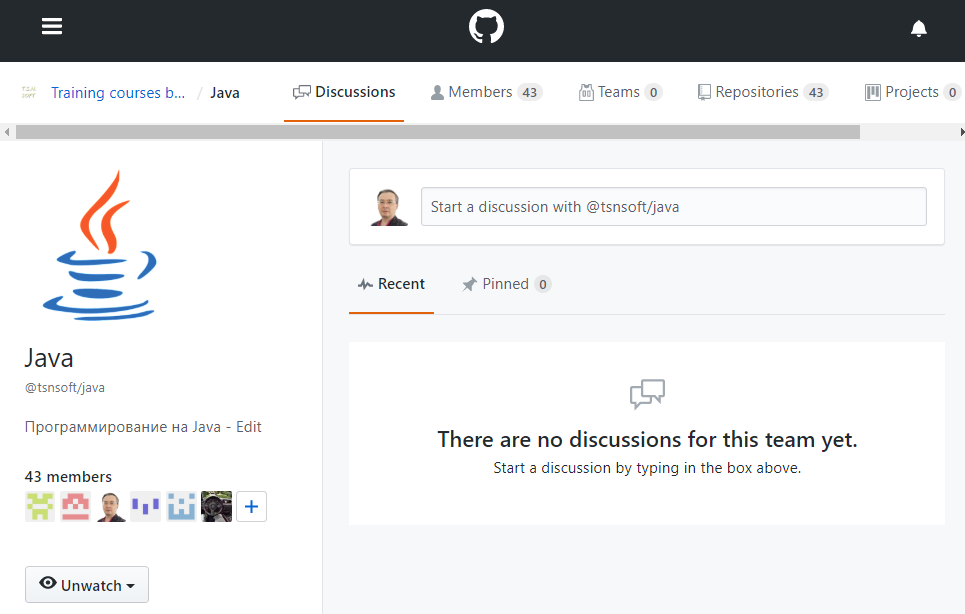 Training courses b... / Java
Discussions
Members 43
Teams 0
Repositories 43
Projects 0
Start a discussion with @tsnsoft/java
Recent
Pinned 0
There are no discussions for this team yet.
Start a discussion by typing in the box above.
Java
@tsnsoft/java
Программирование на Java - Edit
43 members
Unwatch